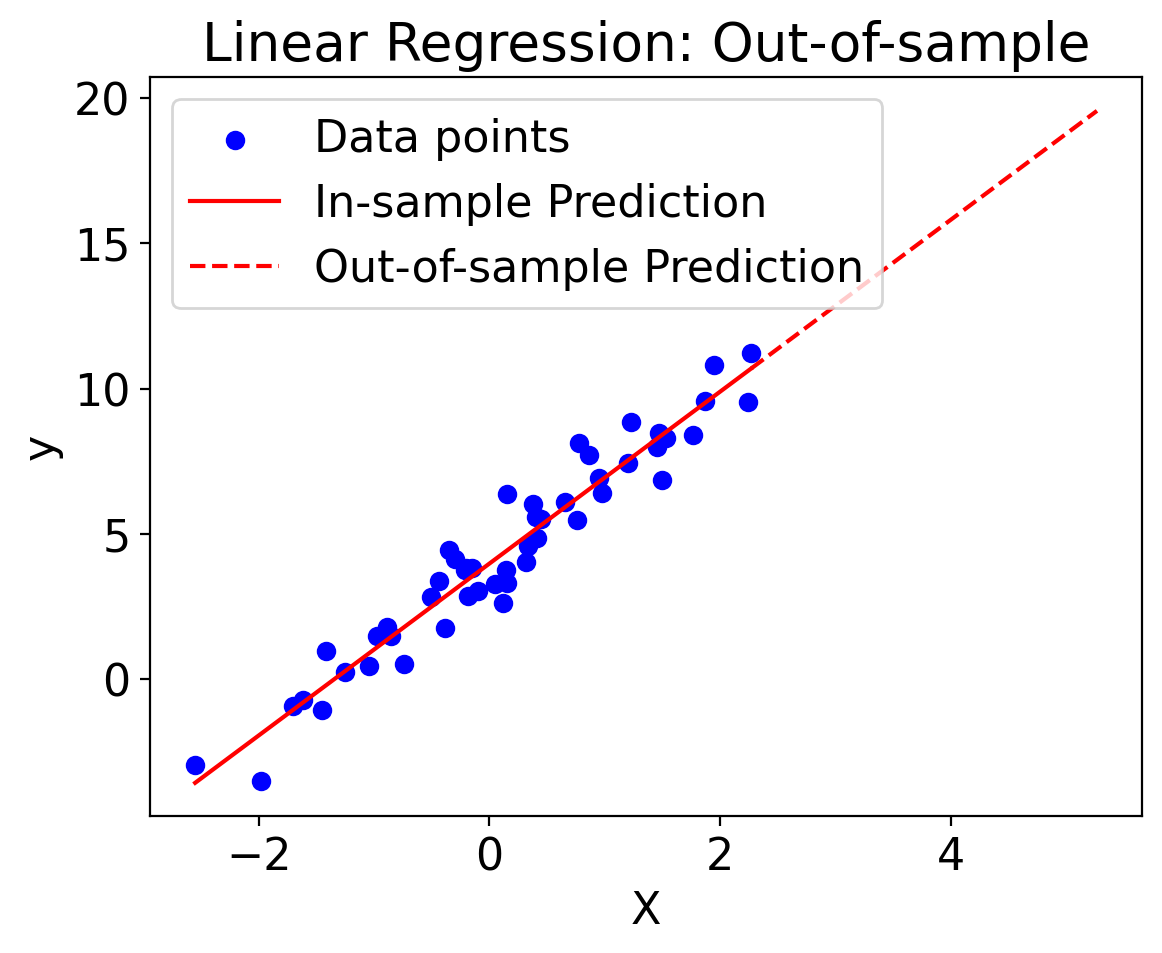 Linear Regression: Out-of-sample
Data points
In-sample Prediction
Out-of-sample Prediction
20
15
10
5
0
y
−2
0
2
4
X